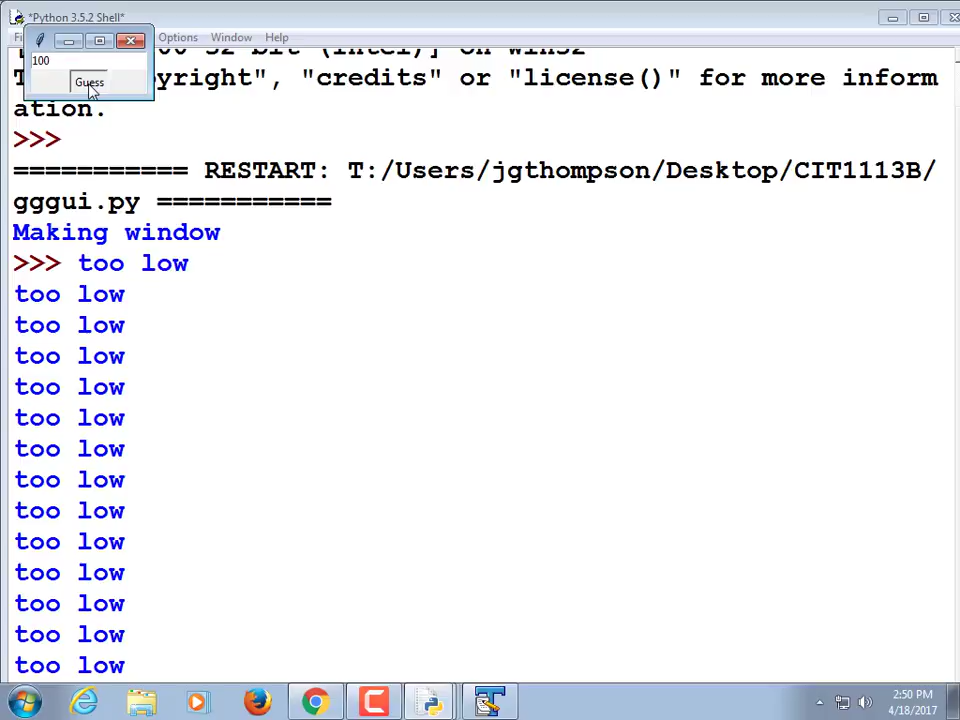 *Python 3.5.2 Shell*
Options Window Help
100
Guess
yright", "credits" or "license()" for more inform
ation.
>>>
=========== RESTART: T:/Users/jgthompson/Desktop/CIT1113B/
gggui.py ===========
Making window
>>> too low
too low
too low
too low
too low
too low
too low
too low
too low
too low
too low
too low
too low
too low
2:50 PM
4/18/2017